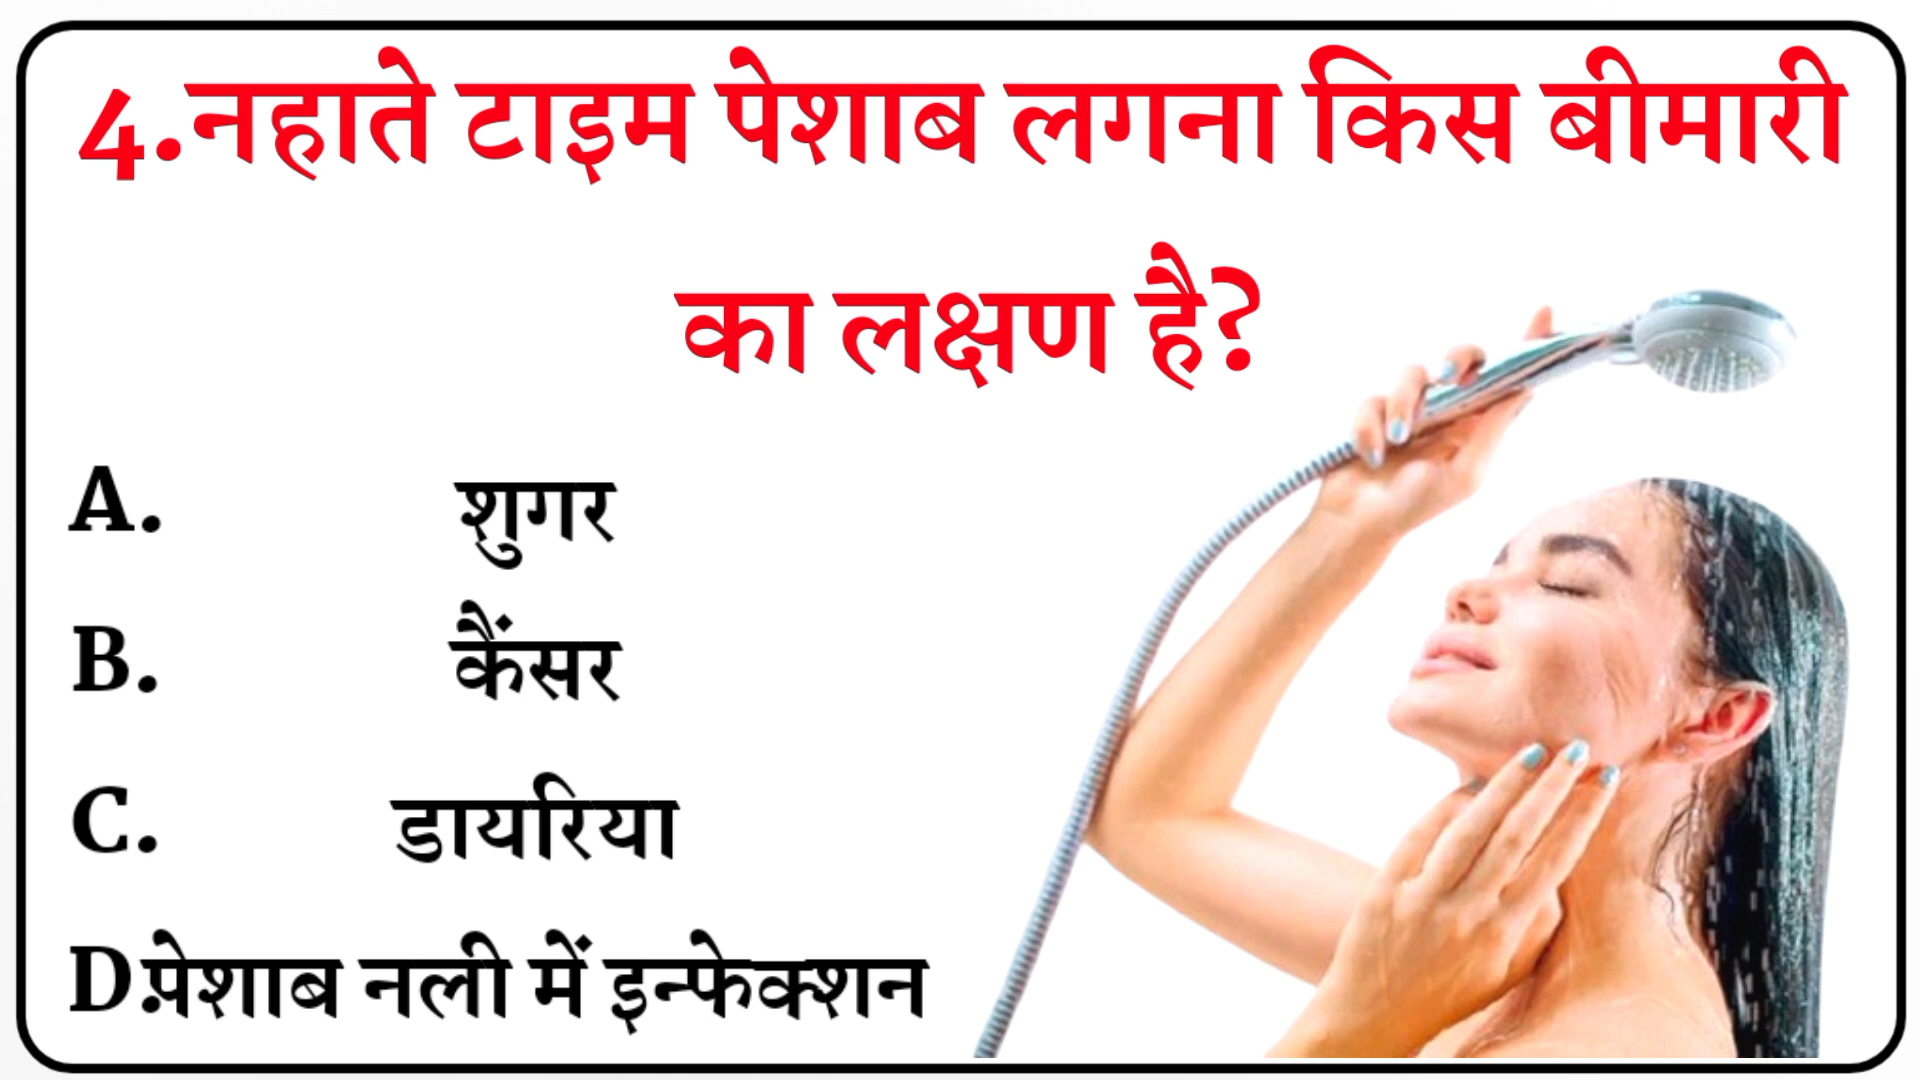 4.नहाते टाइम पेशाब लगना किस बीमारी
का लक्षण है?
A. शुगर
B. कैंसर
C. डायरिया
D.पेशाब नली में इन्फेक्शन